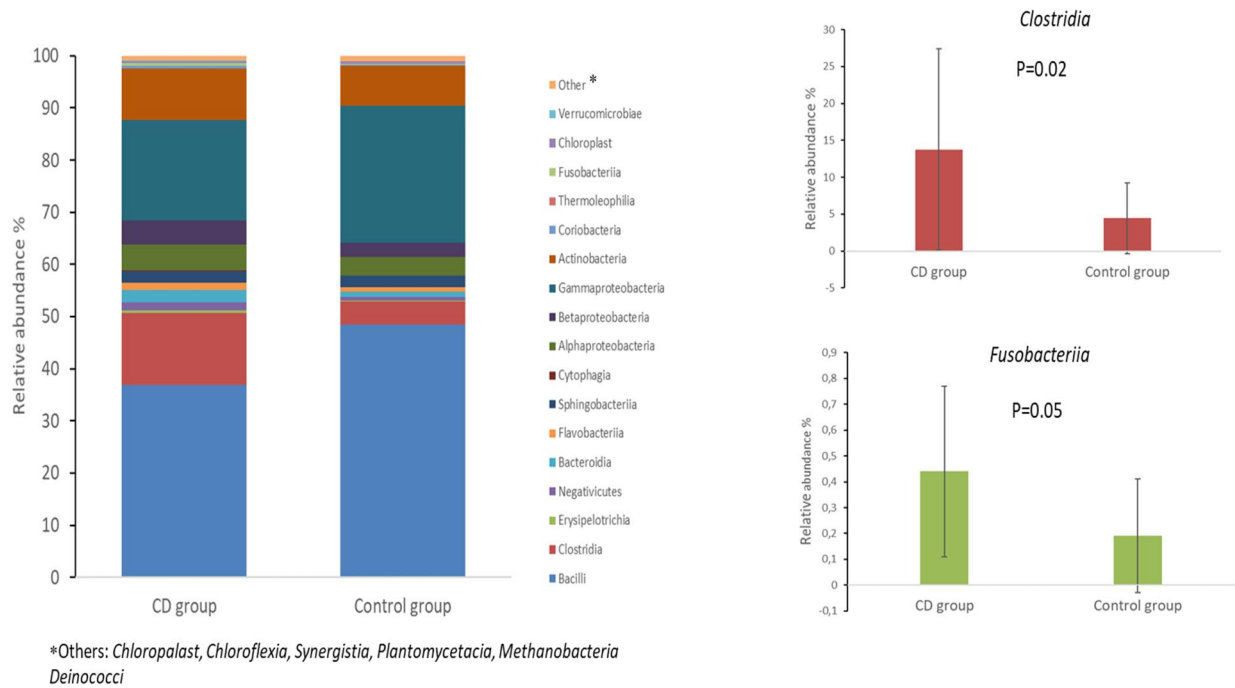 Relative abundance %
100
90
80
70
60
50
40
30
20
10
0
CD group
Control group
Other *
Verrucomicrobiae
Chloroplast
Fusobacteriia
Thermoleophilia
Coriobacteria
Actinobacteria
Gammaproteobacteria
Betaproteobacteria
Alphaproteobacteria
Cytophagia
Sphingobacteriia
Flavobacteriia
Bacteroidia
Negativicutes
Erysipelotrichia
Clostridia
Bacilli
*Others: Chloropalast, Chloroflexia, Synergistia, Plantomycetacia, Methanobacteria
Deinococci
Clostridia
P=0.02
Relative abundance %
30
25
20
15
10
5
0
-5
CD group
Control group
Fusobacteriia
P=0.05
Relative abundance %
0,9
0,8
0,7
0,6
0,5
0,4
0,3
0,2
0,1
0
-0,1
CD group
Control group